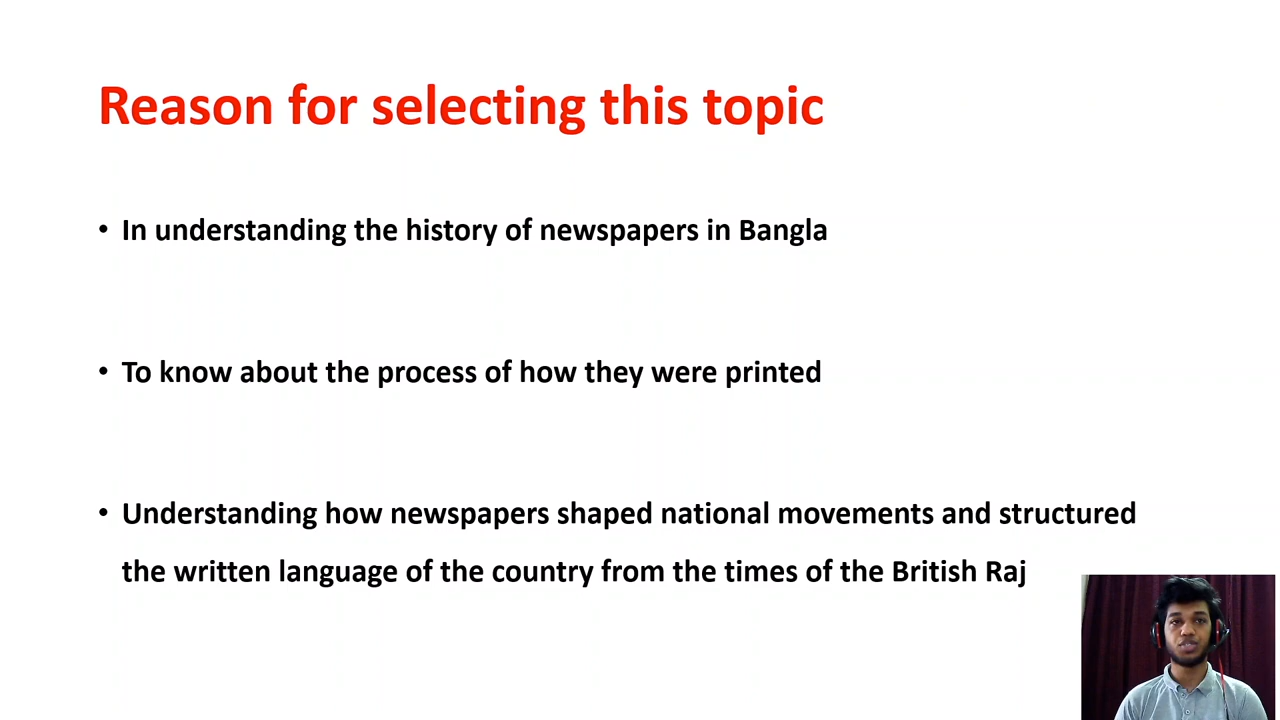 Reason for selecting this topic
• In understanding the history of newspapers in Bangla
• To know about the process of how they were printed
• Understanding how newspapers shaped national movements and structured
the written language of the country from the times of the British Raj